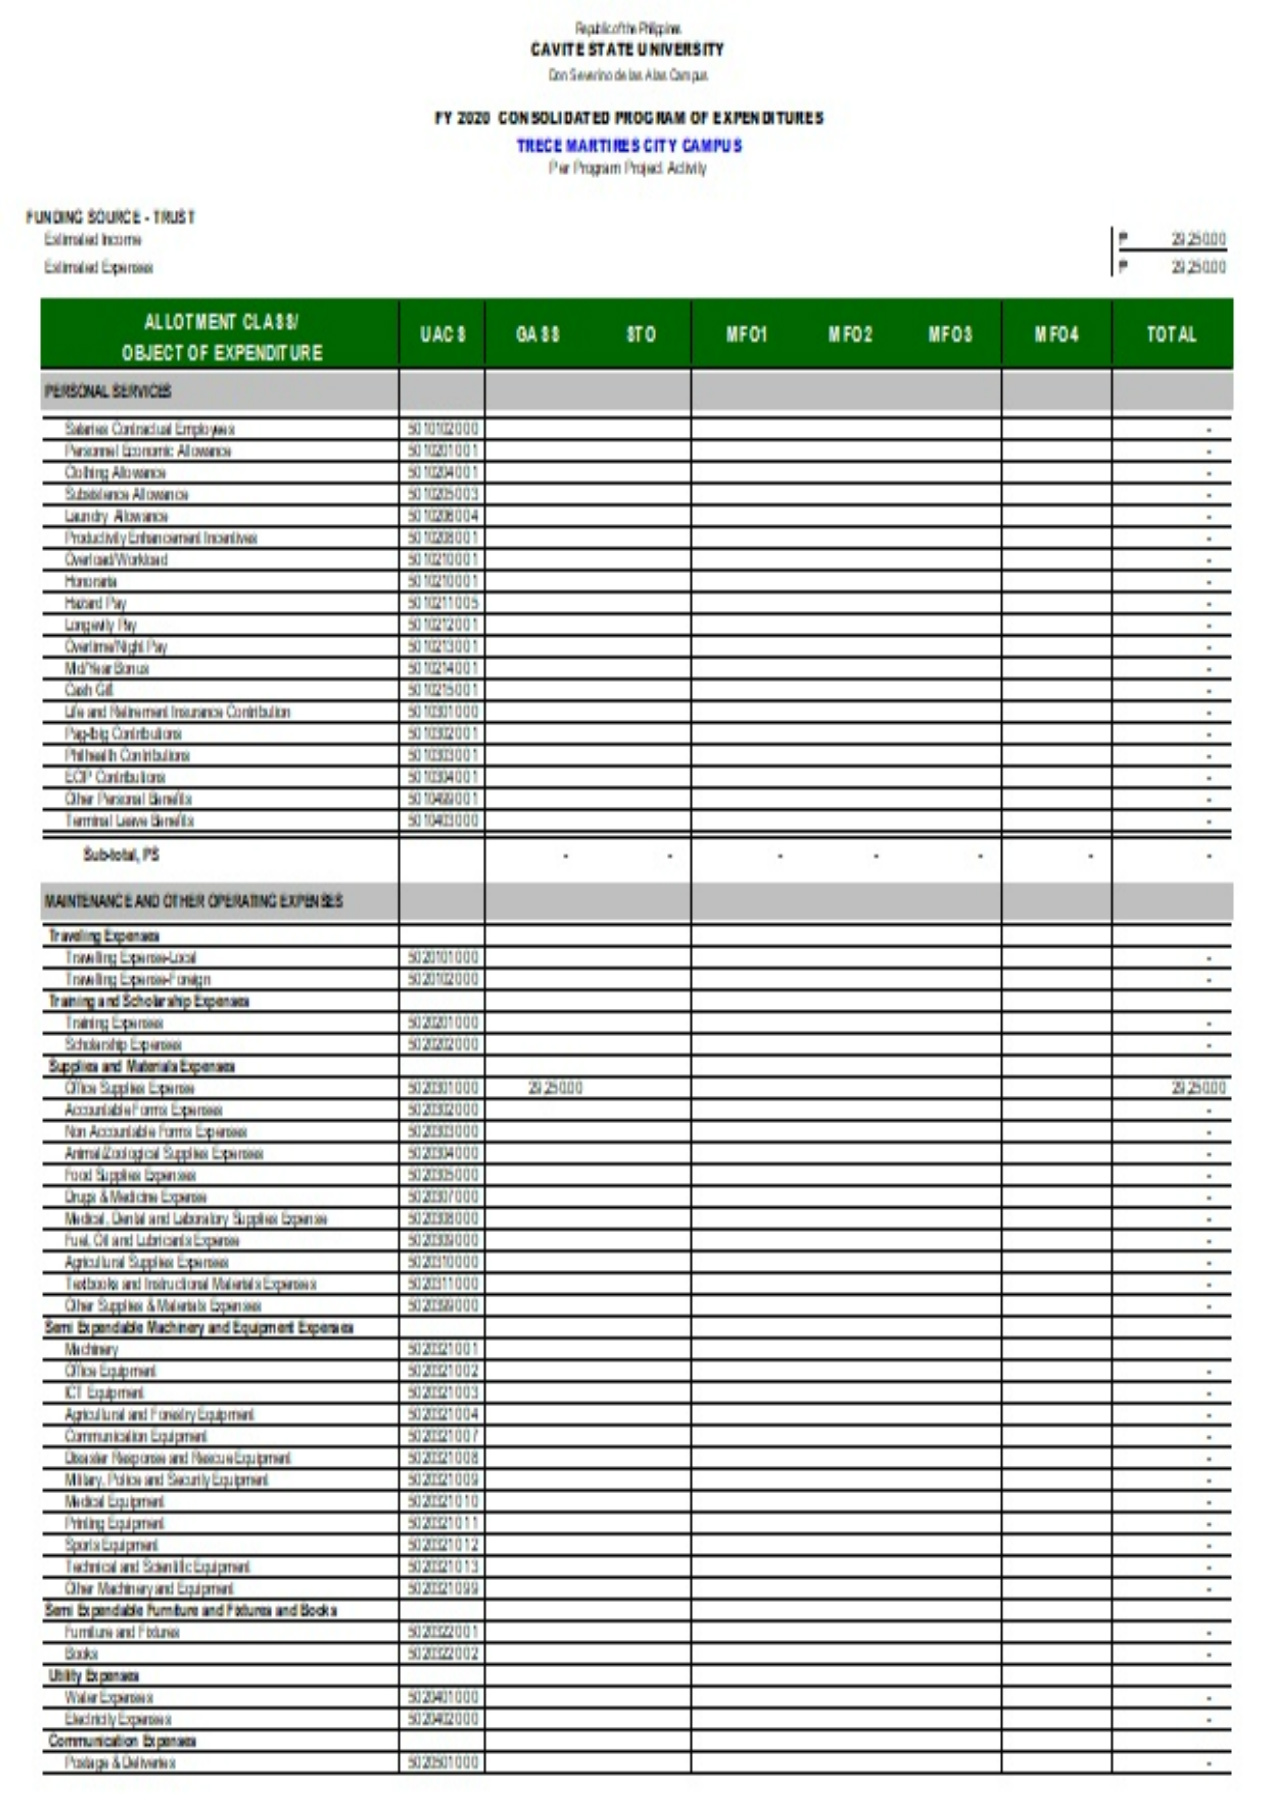 Republic of the Philippines
CAVITE STATE UNIVERSITY
Don Severino de las Alas Campus
FY 2020 CONSOLIDATED PROGRAM OF EXPENDITURES
TRECE MARTIRES CITY CAMPUS
Per Program Project Activity
FUNDING SOURCE - TRUST
Estimated Income ₱ 29,250.00
Estimated Expenses ₱ 29,250.00
ALLOTMENT CLASS/ OBJECT OF EXPENDITURE UACS GASS STO MFO1 MFO2 MFO3 MFO4 TOTAL
PERSONAL SERVICES
Salaries Contractual Employees 5010102000 -
Personnel Economic Allowance 5010201001 -
Clothing Allowance 5010204001 -
Subsistence Allowance 5010205003 -
Laundry Allowance 5010206004 -
Productivity Enhancement Incentives 5010208001 -
Overload/Workload 5010210001 -
Honoraria 5010210001 -
Hazard Pay 5010211005 -
Longevity Pay 5010212001 -
Overtime/Night Pay 5010213001 -
Mid/Year Bonus 5010214001 -
Cash Gift 5010215001 -
Life and Retirement Insurance Contribution 5010301000 -
Pag-ibig Contributions 5010302001 -
Philhealth Contributions 5010303001 -
ECIP Contributions 5010304001 -
Other Personal Benefits 5010499001 -
Terminal Leave Benefits 5010403000 -
Sub-total, PS - - - - - - -
MAINTENANCE AND OTHER OPERATING EXPENSES
Traveling Expenses
Travelling Expense-Local 5020101000 -
Travelling Expense-Foreign 5020102000 -
Training and Scholarship Expenses
Training Expenses 5020201000 -
Scholarship Expenses 5020202000 -
Supplies and Materials Expenses
Office Supplies Expense 5020301000 29,250.00 29,250.00
Accountable Forms Expenses 5020302000 -
Non Accountable Forms Expenses 5020303000 -
Animal/Zoological Supplies Expenses 5020304000 -
Food Supplies Expenses 5020305000 -
Drugs & Medicine Expense 5020307000 -
Medical, Dental and Laboratory Supplies Expense 5020308000 -
Fuel, Oil and Lubricants Expense 5020309000 -
Agricultural Supplies Expenses 5020310000 -
Textbooks and Instructional Materials Expenses 5020311000 -
Other Supplies & Materials Expenses 5020399000 -
Semi Expendable Machinery and Equipment Expenses
Machinery 5020321001
Office Equipment 5020321002 -
ICT Equipment 5020321003 -
Agricultural and Forestry Equipment 5020321004 -
Communication Equipment 5020321007 -
Disaster Response and Rescue Equipment 5020321008 -
Military, Police and Security Equipment 5020321009 -
Medical Equipment 5020321010 -
Printing Equipment 5020321011 -
Sports Equipment 5020321012 -
Technical and Scientific Equipment 5020321013 -
Other Machinery and Equipment 5020321099 -
Semi Expendable Furniture and Fixtures and Books
Furniture and Fixtures 5020322001 -
Books 5020322002 -
Utility Expenses
Water Expenses 5020401000 -
Electricity Expenses 5020402000 -
Communication Expenses
Postage & Deliveries 5020501000 -